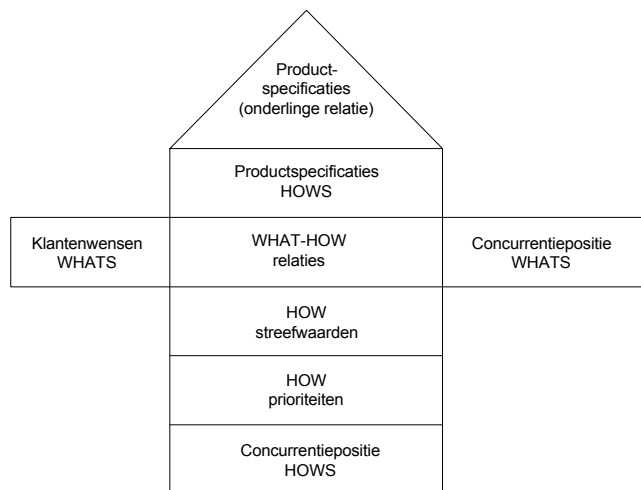 Product-
specificaties
(onderlinge relatie)
Productspecificaties
HOWS
Klantenwensen
WHATS
WHAT-HOW
relaties
Concurrentiepositie
WHATS
HOW
streefwaarden
HOW
prioriteiten
Concurrentiepositie
HOWS